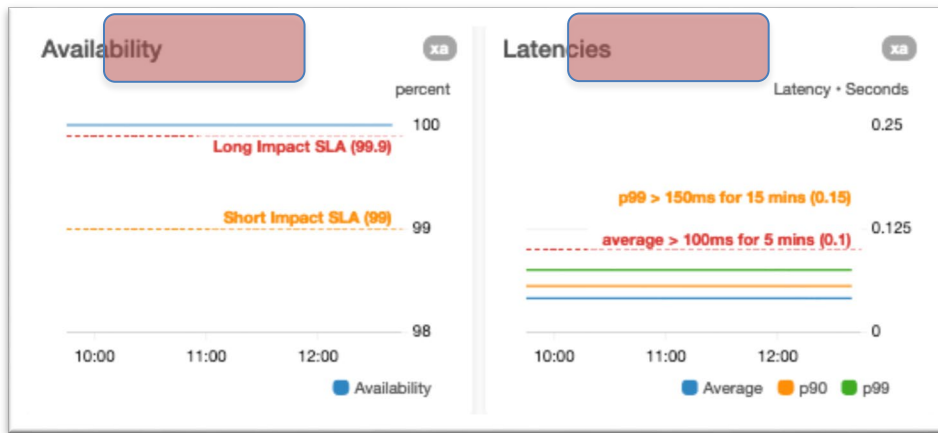 Availability
xa
percent
100
Long Impact SLA (99.9)
Short Impact SLA (99)
99
98
10:00 11:00 12:00
Availability
Latencies
xa
Latency • Seconds
0.25
p99 > 150ms for 15 mins (0.15)
0.125
average > 100ms for 5 mins (0.1)
0
10:00 11:00 12:00
Average p90 p99